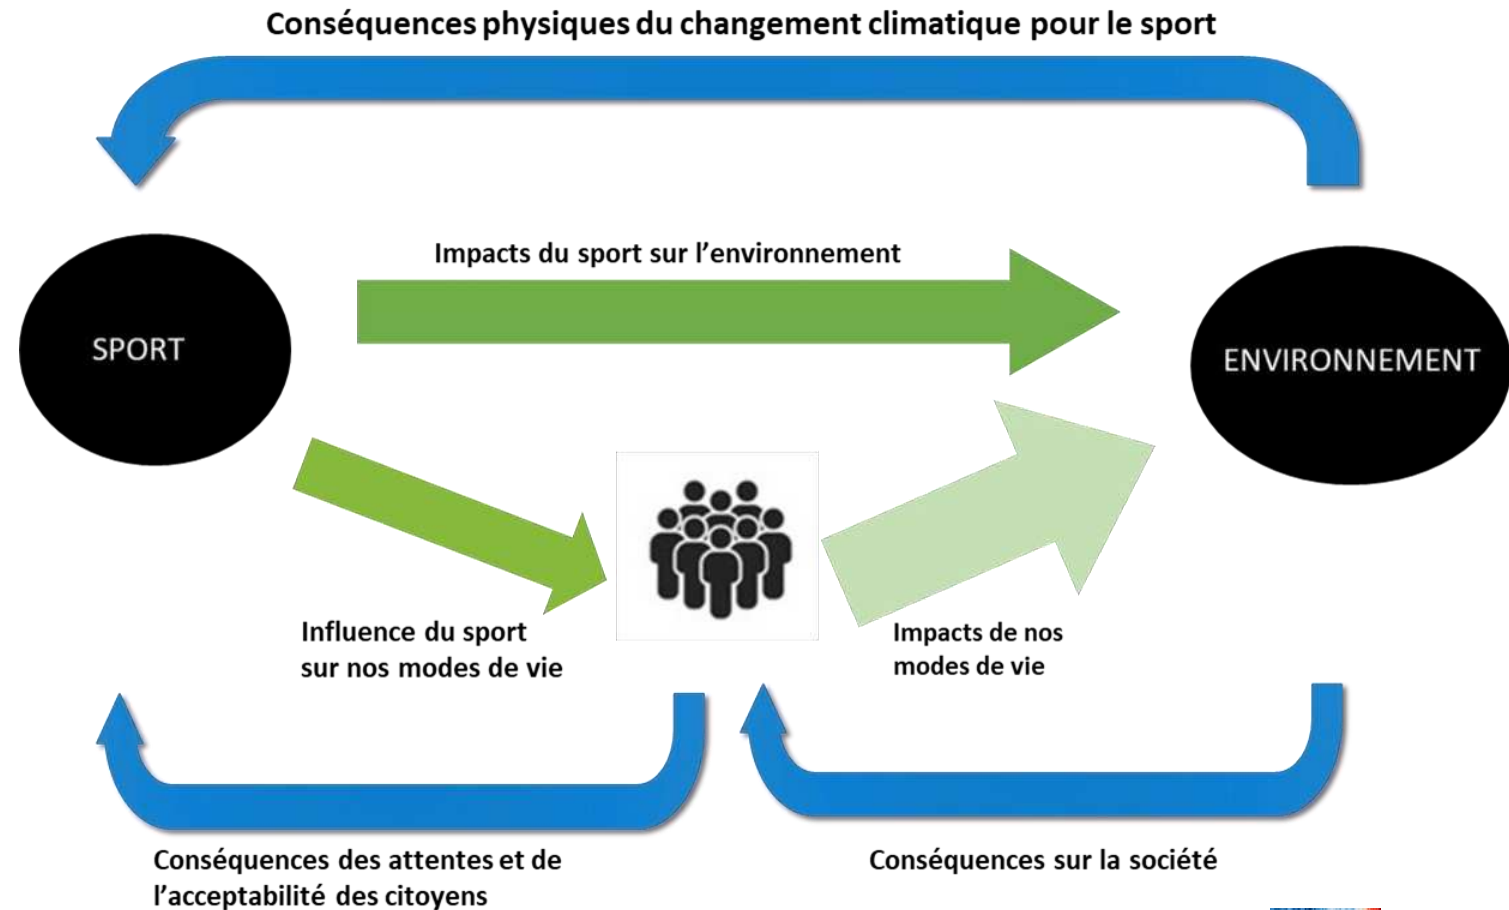 Conséquences physiques du changement climatique pour le sport
Impacts du sport sur l’environnement
SPORT
ENVIRONNEMENT
Influence du sport
sur nos modes de vie
Impacts de nos
modes de vie
Conséquences des attentes et de
l’acceptabilité des citoyens
Conséquences sur la société